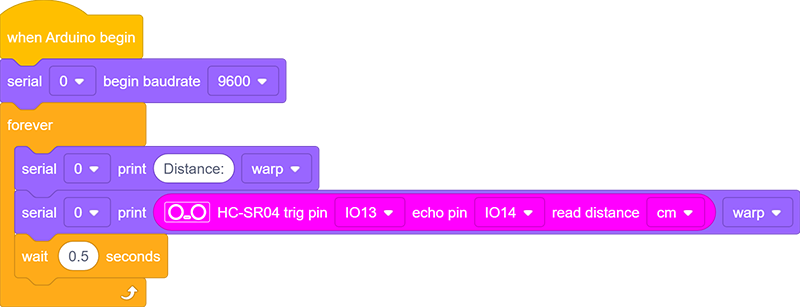 when Arduino begin
serial 0 begin baudrate 9600
forever
serial 0 print Distance: warp
serial 0 print HC-SR04 trig pin IO13 echo pin IO14 read distance cm warp
wait 0.5 seconds